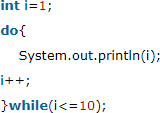 int i=1;
do{
System.out.println(i);
i++;
}while(i<=10);